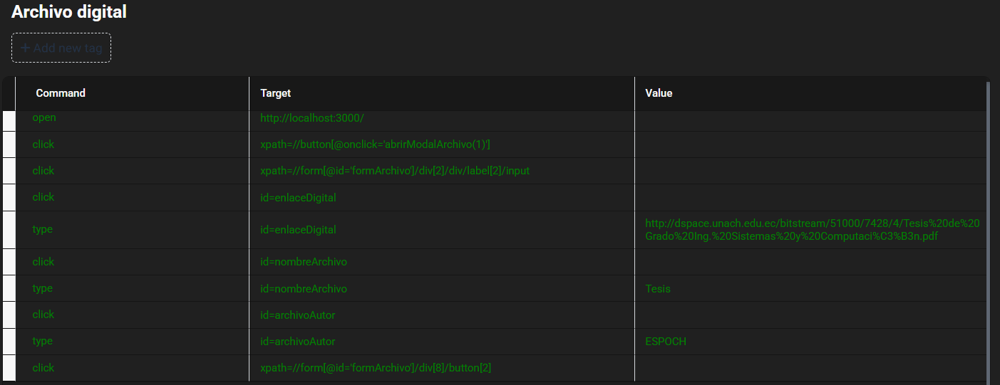 Archivo digital
+ Add new tag
Command Target Value
open http://localhost:3000/
click xpath=//button[@onclick='abrirModalArchivo(1)']
click xpath=//form[@id='formArchivo']/div[2]/div/label[2]/input
click id=enlaceDigital
type id=enlaceDigital http://dspace.unach.edu.ec/bitstream/51000/7428/4/Tesis%20de%20
Grado%20Ing.%20Sistemas%20y%20Computaci%C3%B3n.pdf
click id=nombreArchivo
type id=nombreArchivo Tesis
click id=archivoAutor
type id=archivoAutor ESPOCH
click xpath=//form[@id='formArchivo']/div[8]/button[2]